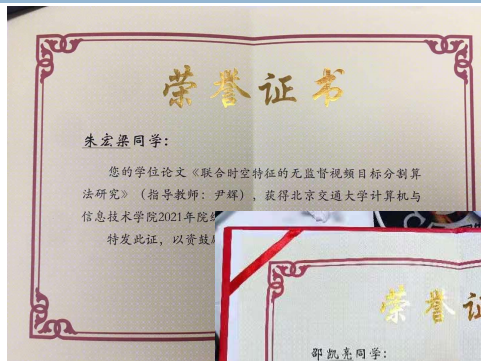 荣誉证书
朱宏梁同学：
您的学位论文《联合时空特征的无监督视频目标分割算
法研究》（指导教师：尹辉），获得北京交通大学计算机与
信息技术学院2021年院
特发此证，以资鼓
荣誉
邵凯亮同学：